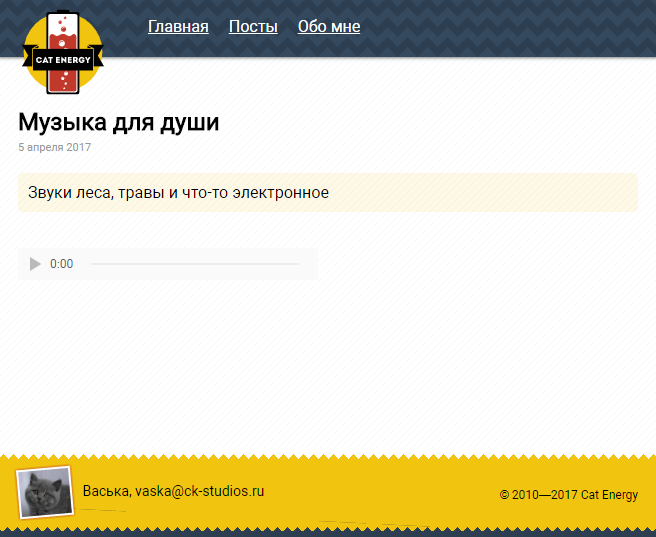 CAT ENERGY
Главная Посты Обо мне
Музыка для души
5 апреля 2017
Звуки леса, травы и что-то электронное
0:00
Васька, vaska@ck-studios.ru
© 2010—2017 Cat Energy